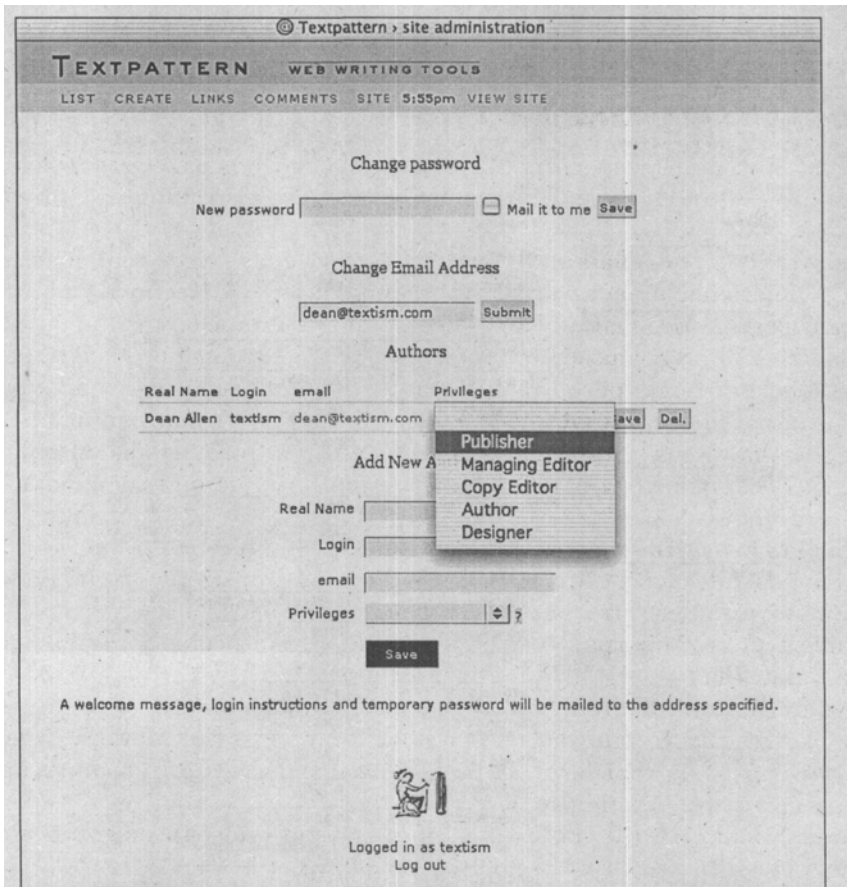 Textpattern › site administration
TEXTPATTERN WEB WRITING TOOLS
LIST CREATE LINKS COMMENTS SITE 5:55pm VIEW SITE
Change password
New password Mail it to me Save
Change Email Address
dean@textism.com Submit
Authors
Real Name Login email Privileges
Dean Allen textism dean@textism.com ave Del.
Publisher
Add New A
Managing Editor
Copy Editor
Real Name Author
Designer
Login
email
Privileges ?
Save
A welcome message, login instructions and temporary password will be mailed to the address specified.
Logged in as textism
Log out